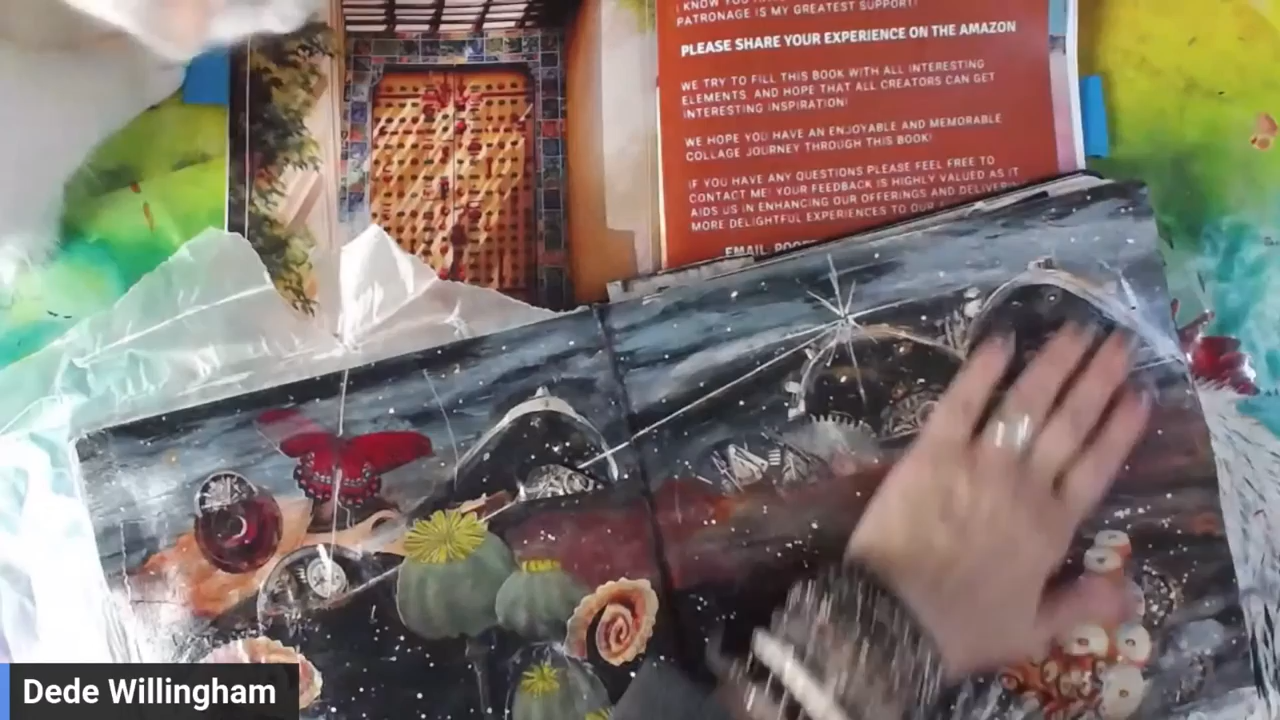 PATRONAGE IS MY GREATEST SUPPORT!
PLEASE SHARE YOUR EXPERIENCE ON THE AMAZON
WE TRY TO FILL THIS BOOK WITH ALL INTERESTING
ELEMENTS, AND HOPE THAT ALL CREATORS CAN GET
INTERESTING INSPIRATION!
WE HOPE YOU HAVE AN ENJOYABLE AND MEMORABLE
COLLAGE JOURNEY THROUGH THIS BOOK!
IF YOU HAVE ANY QUESTIONS PLEASE FEEL FREE TO
CONTACT ME! YOUR FEEDBACK IS HIGHLY VALUED AS IT
AIDS US IN ENHANCING OUR OFFERINGS AND
MORE DELIGHTFUL EXPERIENCES TO OUR
EMAIL:
Dede Willingham